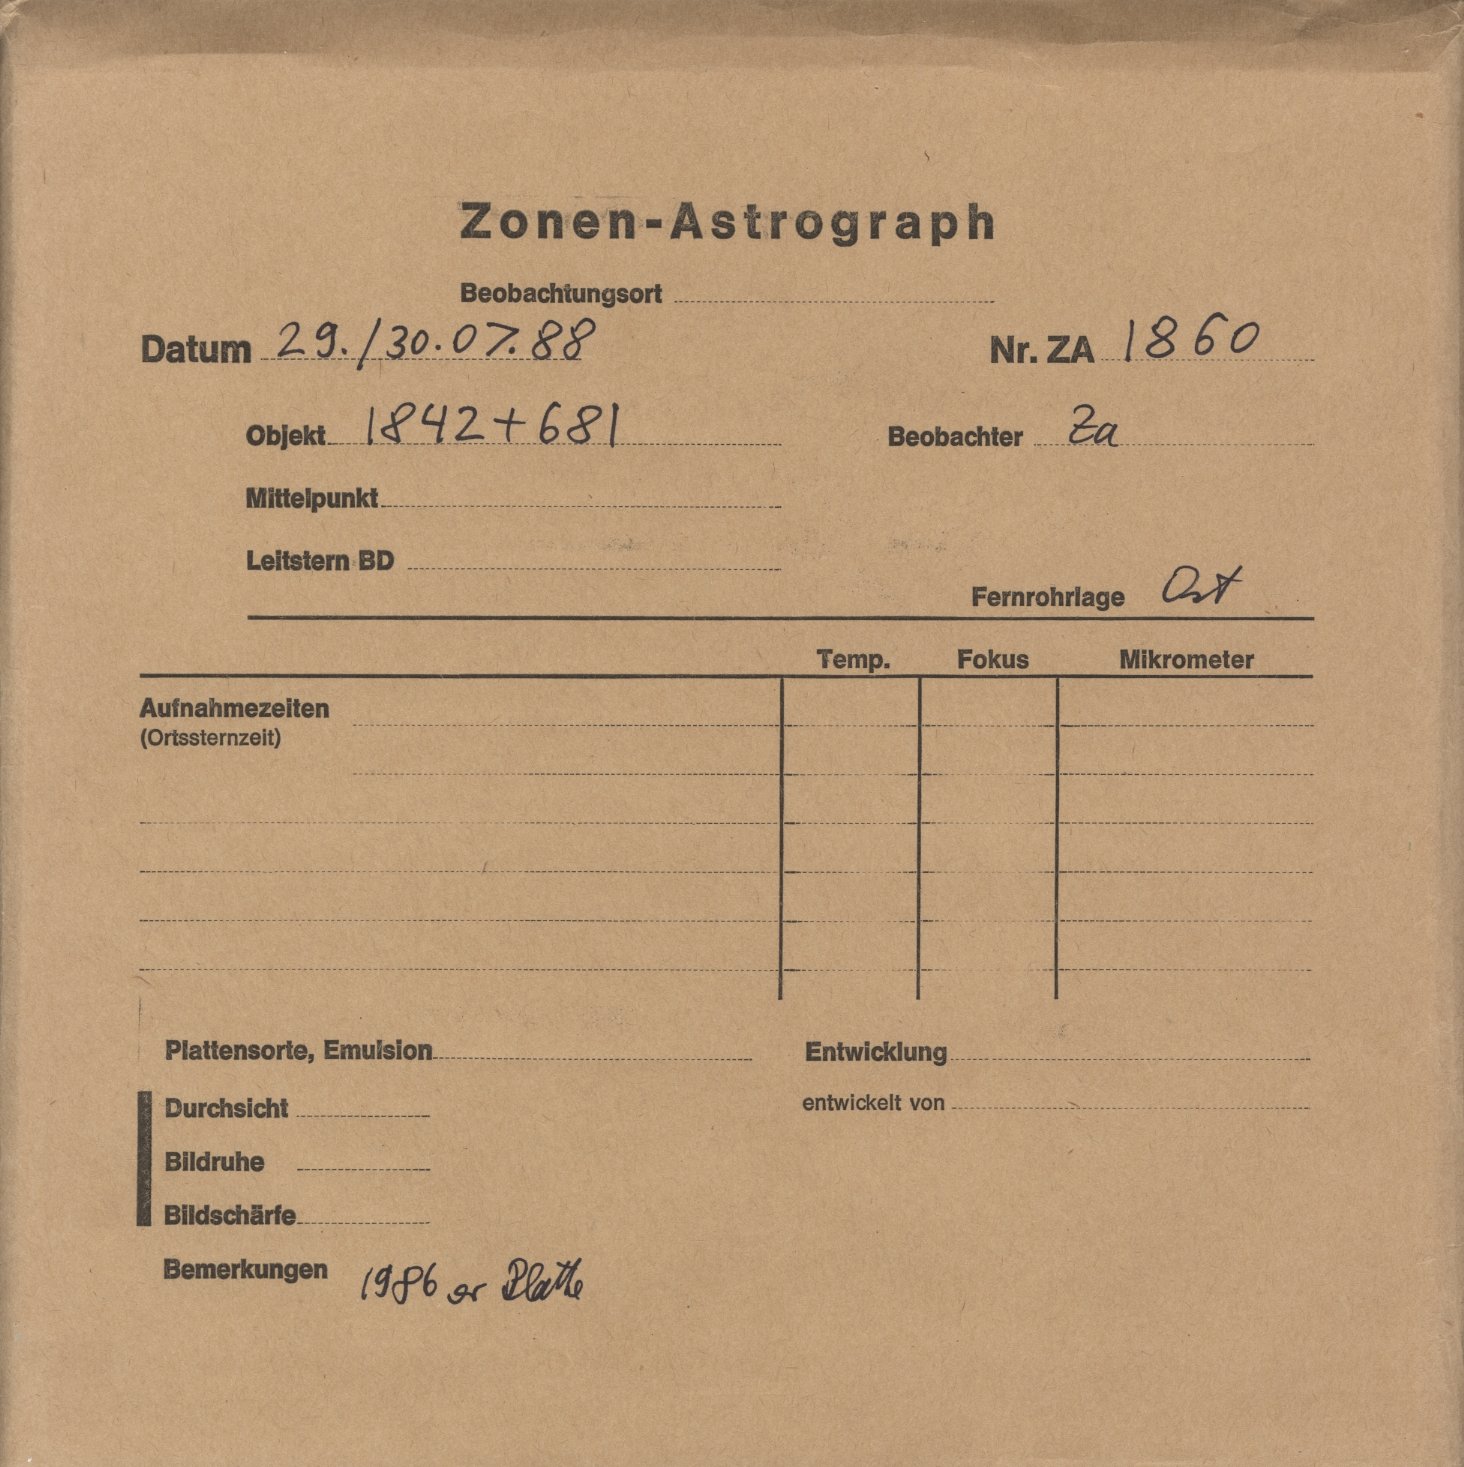 Zonen-Astrograph
Beobachtungsort
Datum 29./30.07.88 Nr. ZA 1860
Objekt 1842+681 Beobachter Za
Mittelpunkt
Leitstern BD
Fernrohrlage Ost
Temp. Fokus Mikrometer
Aufnahmezeiten
(Ortssternzeit)
Plattensorte, Emulsion Entwicklung
Durchsicht entwickelt von
Bildruhe
Bildschärfe
Bemerkungen 1986 er Platte